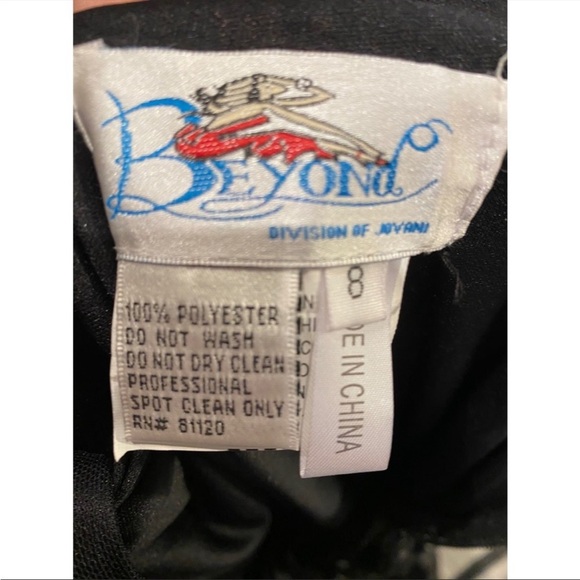 BEYOND
DIVISION OF JOVANI
100% POLYESTER
DO NOT WASH
DO NOT DRY CLEAN
PROFESSIONAL
SPOT CLEAN ONLY
RN# 81120
8
DE IN CHINA